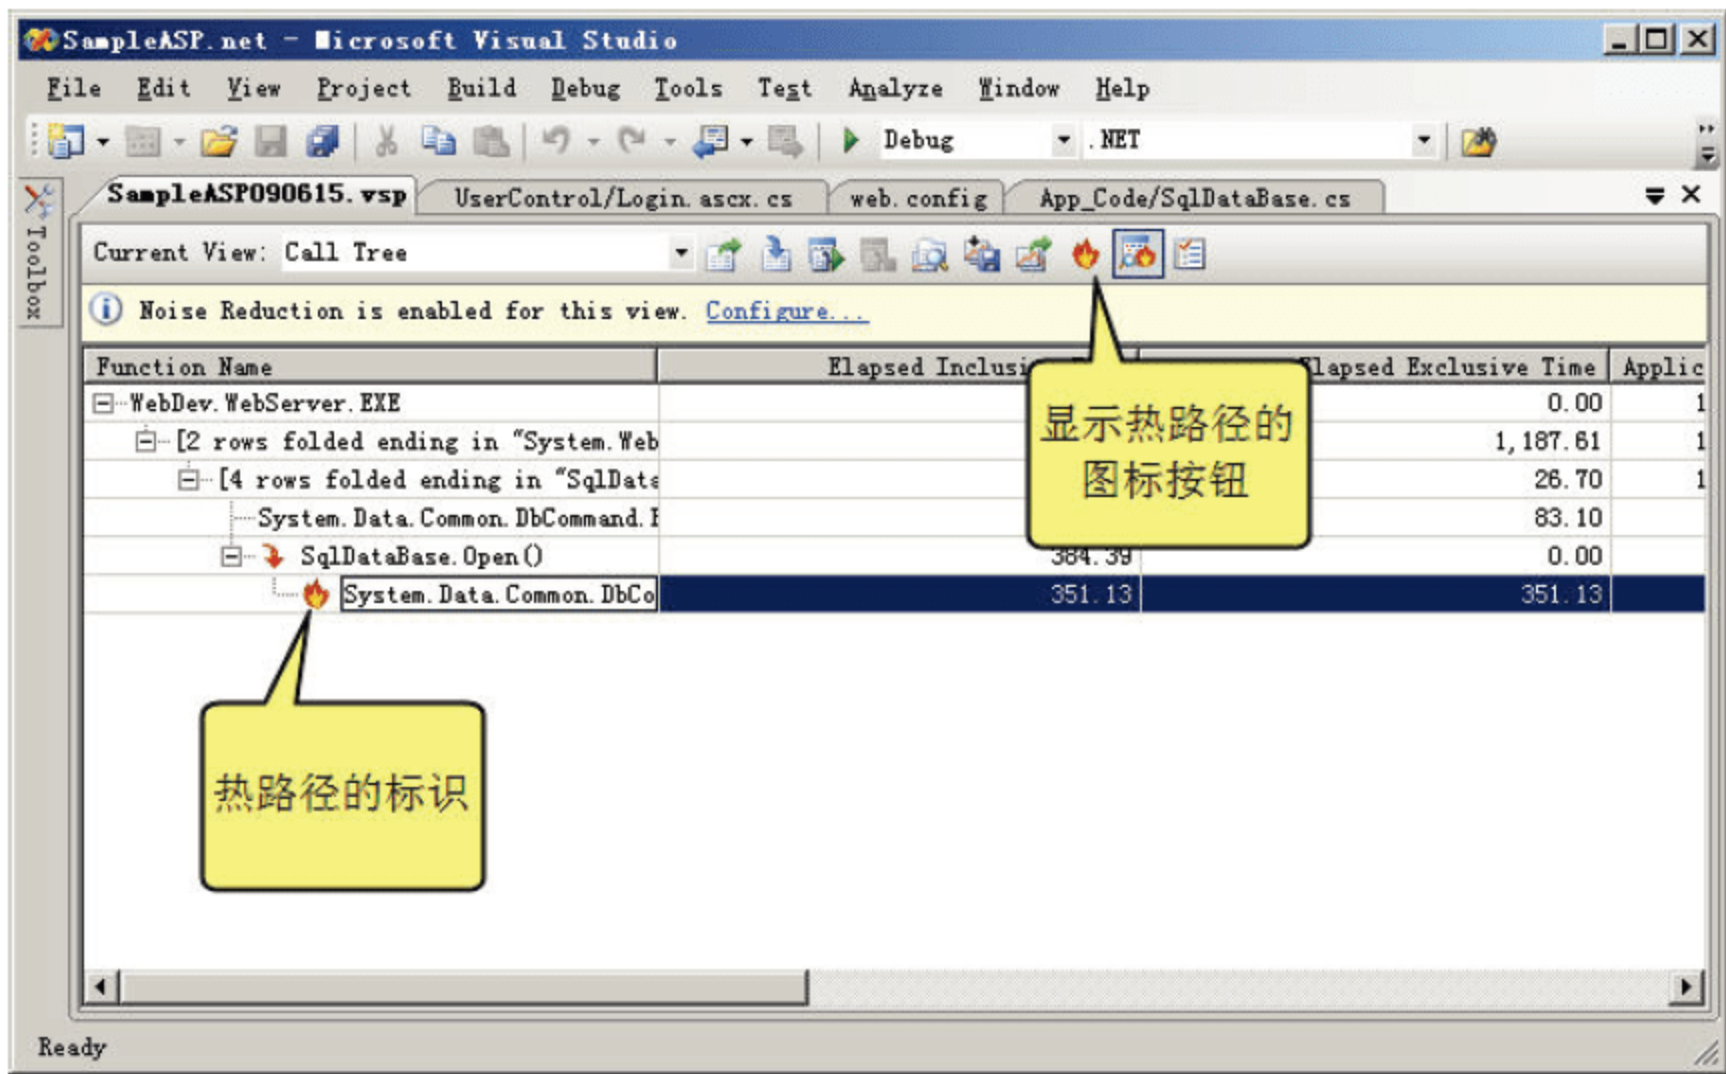 SampleASP.net - Microsoft Visual Studio
File Edit View Project Build Debug Tools Test Analyze Window Help
Debug .NET
SampleASP090615.vsp UserControl/Login.ascx.cs web.config App_Code/SqlDataBase.cs
Toolbox
Current View: Call Tree
Noise Reduction is enabled for this view. Configure...
Function Name Elapsed Inclusi lapsed Exclusive Time Applic
WebDev.WebServer.EXE 0.00 1
[2 rows folded ending in "System.Web 1,187.61 1
[4 rows folded ending in "SqlData 26.70 1
System.Data.Common.DbCommand. 83.10
SqlDataBase.Open() 384.39 0.00
System.Data.Common.DbCo 351.13 351.13
显示热路径的
图标按钮
热路径的标识
Ready